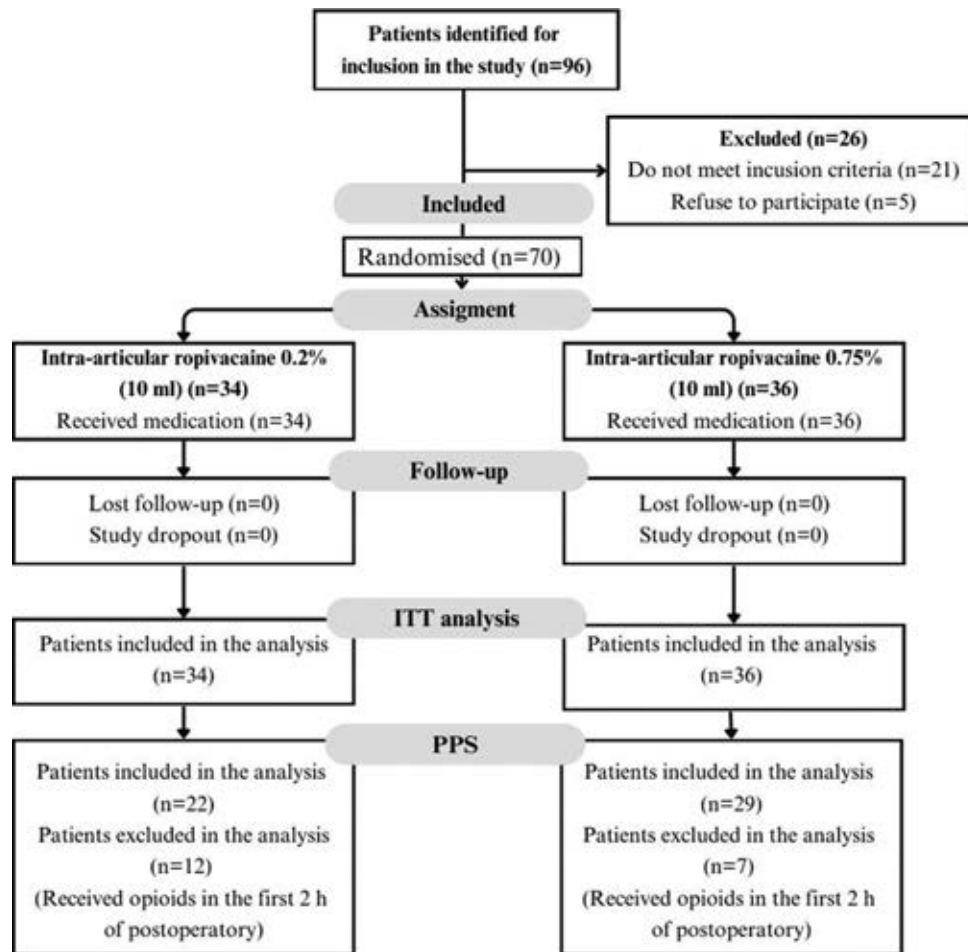 Patients identified for
inclusion in the study (n=96)
Excluded (n=26)
Do not meet incusion criteria (n=21)
Refuse to participate (n=5)
Included
Randomised (n=70)
Assigment
Intra-articular ropivacaine 0.2%
(10 ml) (n=34)
Received medication (n=34)
Intra-articular ropivacaine 0.75%
(10 ml) (n=36)
Received medication (n=36)
Follow-up
Lost follow-up (n=0)
Study dropout (n=0)
Lost follow-up (n=0)
Study dropout (n=0)
ITT analysis
Patients included in the analysis
(n=34)
Patients included in the analysis
(n=36)
PPS
Patients included in the analysis
(n=22)
Patients excluded in the analysis
(n=12)
(Received opioids in the first 2 h
of postoperatory)
Patients included in the analysis
(n=29)
Patients excluded in the analysis
(n=7)
(Received opioids in the first 2 h
of postoperatory)